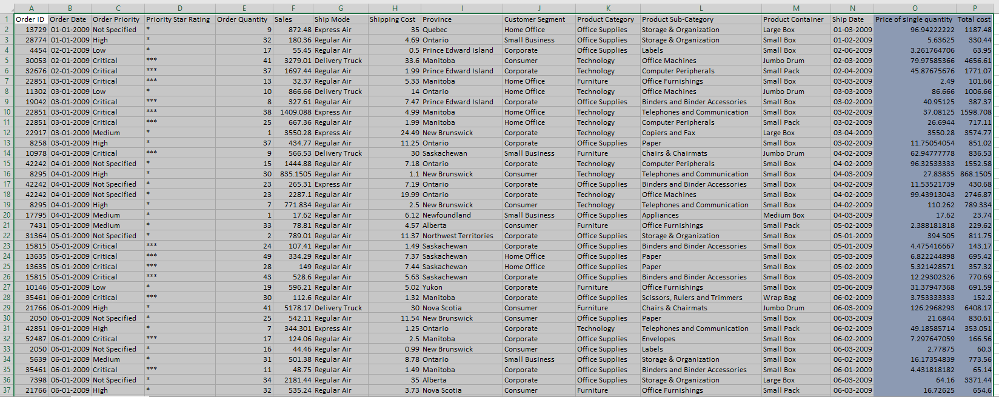 A B C D E F G H I J K L M N O P
1 Order ID Order Date Order Priority Priority Star Rating Order Quantity Sales Ship Mode Shipping Cost Province Customer Segment Product Category Product Sub-Category Product Container Ship Date Price of single quantity Total cost
2 13729 01-01-2009 Not Specified * 9 872.48 Express Air 35 Quebec Home Office Office Supplies Storage & Organization Large Box 01-03-2009 96.94222222 1187.48
3 28774 02-01-2009 High * 32 180.36 Regular Air 4.69 Ontario Small Business Office Supplies Storage & Organization Small Box 01-02-2009 5.63625 330.44
4 4454 02-01-2009 Low * 17 55.45 Regular Air 0.5 Prince Edward Island Corporate Office Supplies Labels Small Box 02-06-2009 3.261764706 63.95
5 30053 02-01-2009 Critical *** 41 3279.01 Delivery Truck 33.6 Manitoba Consumer Technology Office Machines Jumbo Drum 02-03-2009 79.97585366 4656.61
6 32676 02-01-2009 Critical *** 37 1697.44 Regular Air 1.99 Prince Edward Island Corporate Technology Computer Peripherals Small Pack 02-04-2009 45.87675676 1771.07
7 22851 03-01-2009 Critical *** 13 32.37 Regular Air 5.33 Manitoba Home Office Furniture Office Furnishings Small Box 03-03-2009 2.49 101.66
8 11302 03-01-2009 Low * 10 866.66 Delivery Truck 14 Ontario Home Office Technology Office Machines Jumbo Drum 03-03-2009 86.666 1006.66
9 19042 03-01-2009 Critical *** 8 327.61 Regular Air 7.47 Prince Edward Island Corporate Office Supplies Binders and Binder Accessories Small Box 03-02-2009 40.95125 387.37
10 22851 03-01-2009 Critical *** 38 1409.088 Express Air 4.99 Manitoba Home Office Technology Telephones and Communication Small Box 03-02-2009 37.08125 1598.708
11 22851 03-01-2009 Critical *** 25 667.36 Regular Air 1.99 Manitoba Home Office Technology Computer Peripherals Small Pack 03-02-2009 26.6944 717.11
12 22917 03-01-2009 Medium * 1 3550.28 Express Air 24.49 New Brunswick Corporate Technology Copiers and Fax Large Box 03-04-2009 3550.28 3574.77
13 8258 03-01-2009 High * 37 434.77 Regular Air 11.25 Ontario Corporate Office Supplies Paper Small Box 03-02-2009 11.75054054 851.02
14 10978 04-01-2009 Critical *** 9 566.53 Delivery Truck 30 Saskachewan Small Business Furniture Chairs & Chairmats Jumbo Drum 04-02-2009 62.94777778 836.53
15 42242 04-01-2009 Not Specified * 15 1444.88 Regular Air 7.18 Ontario Corporate Technology Computer Peripherals Small Box 04-02-2009 96.32533333 1552.58
16 8295 04-01-2009 High * 30 835.1505 Regular Air 1.1 New Brunswick Consumer Technology Telephones and Communication Small Box 04-03-2009 27.83835 868.1505
17 42242 04-01-2009 Not Specified * 23 265.31 Express Air 7.19 Ontario Corporate Office Supplies Binders and Binder Accessories Small Box 04-03-2009 11.53521739 430.68
18 42242 04-01-2009 Not Specified * 23 2287.1 Regular Air 19.99 Ontario Corporate Technology Office Machines Small Box 04-02-2009 99.43913043 2746.87
19 8295 04-01-2009 High * 7 771.834 Regular Air 2.5 New Brunswick Consumer Technology Telephones and Communication Small Box 04-02-2009 110.262 789.334
20 17795 04-01-2009 Medium * 1 17.62 Regular Air 6.12 Newfoundland Small Business Office Supplies Appliances Medium Box 04-03-2009 17.62 23.74
21 7431 05-01-2009 Medium * 33 78.81 Regular Air 4.57 Alberta Consumer Furniture Office Furnishings Small Pack 05-02-2009 2.388181818 229.62
22 31364 05-01-2009 Not Specified * 2 789.01 Regular Air 11.37 Northwest Territories Corporate Office Supplies Storage & Organization Small Box 05-01-2009 394.505 811.75
23 15815 05-01-2009 Critical *** 24 107.41 Regular Air 1.49 Saskachewan Corporate Office Supplies Binders and Binder Accessories Small Box 05-01-2009 4.475416667 143.17
24 13635 05-01-2009 Critical *** 49 334.29 Regular Air 7.37 Saskachewan Home Office Office Supplies Paper Small Box 05-03-2009 6.822244898 695.42
25 13635 05-01-2009 Critical *** 28 149 Regular Air 7.44 Saskachewan Home Office Office Supplies Paper Small Box 05-02-2009 5.321428571 357.32
26 15815 05-01-2009 Critical *** 43 528.6 Regular Air 5.63 Saskachewan Corporate Office Supplies Binders and Binder Accessories Small Box 05-03-2009 12.29302326 770.69
27 10146 05-01-2009 Low * 19 596.21 Regular Air 5.02 Yukon Corporate Furniture Office Furnishings Small Box 05-06-2009 31.37947368 691.59
28 35461 06-01-2009 Critical *** 30 112.6 Regular Air 1.32 Manitoba Corporate Office Supplies Scissors, Rulers and Trimmers Wrap Bag 06-02-2009 3.753333333 152.2
29 21766 06-01-2009 High * 41 5178.17 Delivery Truck 30 Nova Scotia Consumer Furniture Chairs & Chairmats Jumbo Drum 06-03-2009 126.2968293 6408.17
30 2050 06-01-2009 Not Specified * 25 542.11 Regular Air 11.54 New Brunswick Consumer Office Supplies Paper Small Box 06-03-2009 21.6844 830.61
31 42851 06-01-2009 High * 7 344.301 Express Air 1.25 Ontario Corporate Technology Telephones and Communication Small Pack 06-03-2009 49.18585714 353.051
32 52487 06-01-2009 Critical *** 17 124.06 Regular Air 2.5 Manitoba Corporate Office Supplies Envelopes Small Box 06-02-2009 7.297647059 166.56
33 2050 06-01-2009 Not Specified * 16 44.46 Regular Air 0.99 New Brunswick Consumer Office Supplies Labels Small Box 06-03-2009 2.77875 60.3
34 5639 06-01-2009 Medium * 31 501.38 Regular Air 8.78 Ontario Small Business Office Supplies Storage & Organization Small Box 06-02-2009 16.17354839 773.56
35 35461 06-01-2009 Critical *** 11 48.75 Regular Air 1.49 Manitoba Corporate Office Supplies Binders and Binder Accessories Small Box 06-01-2009 4.431818182 65.14
36 7398 06-01-2009 Not Specified * 34 2181.44 Regular Air 35 Alberta Corporate Office Supplies Storage & Organization Large Box 06-03-2009 64.16 3371.44
37 21766 06-01-2009 High * 32 535.24 Regular Air 3.73 Nova Scotia Consumer Furniture Office Furnishings Small Pack 06-03-2009 16.72625 654.6